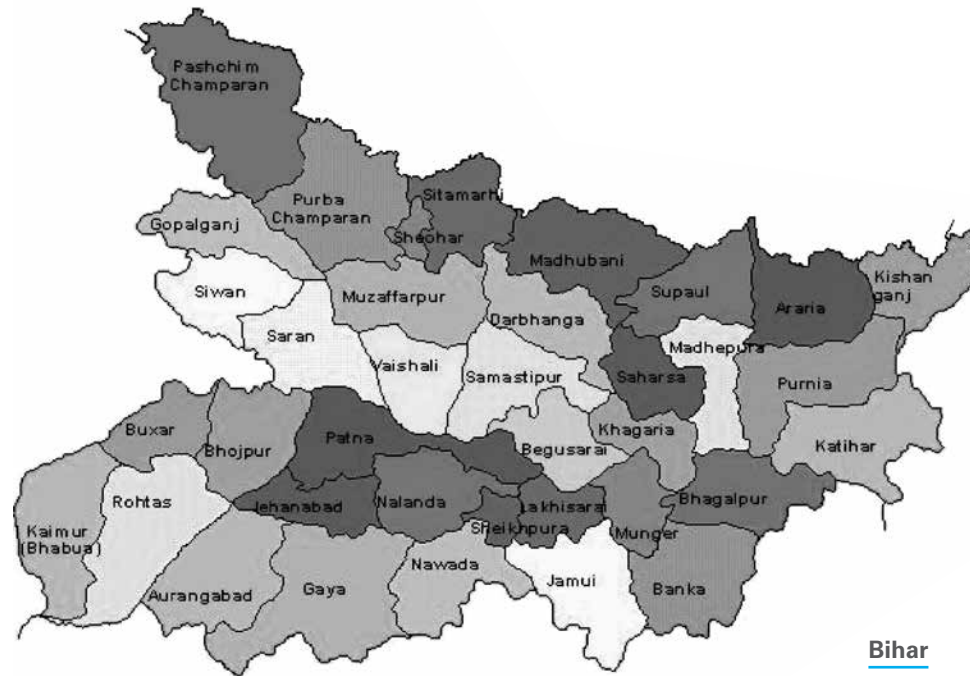 Pashchim
Champaran
Purba
Champaran
Sitamarhi
Sheohar
Gopalganj
Siwan
Saran
Muzaffarpur
Vaishali
Darbhanga
Samastipur
Madhubani
Supaul
Araria
Kishan
ganj
Madhepura
Saharsa
Purnia
Katihar
Khagaria
Begusarai
Buxar
Bhojpur
Patna
Rohtas
Jehanabad
Nalanda
Sheikhpura
Lakhisarai
Munger
Bhagalpur
Kaimur
(Bhabua)
Aurangabad
Gaya
Nawada
Jamui
Banka
Bihar